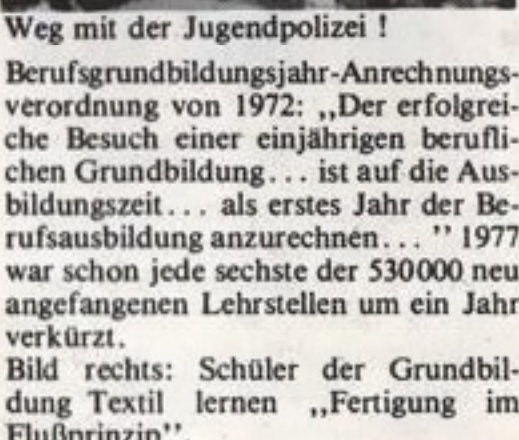 Weg mit der Jugendpolizei !
Berufsgrundbildungsjahr-Anrechnungs-
verordnung von 1972: ,,Der erfolgrei-
che Besuch einer einjährigen berufli-
chen Grundbildung... ist auf die Aus-
bildungszeit... als erstes Jahr der Be-
rufsausbildung anzurechnen... ” 1977
war schon jede sechste der 530000 neu
angefangenen Lehrstellen um ein Jahr
verkürzt.
Bild rechts: Schüler der Grundbil-
dung Textil lernen ,,Fertigung im
Flußprinzip”.